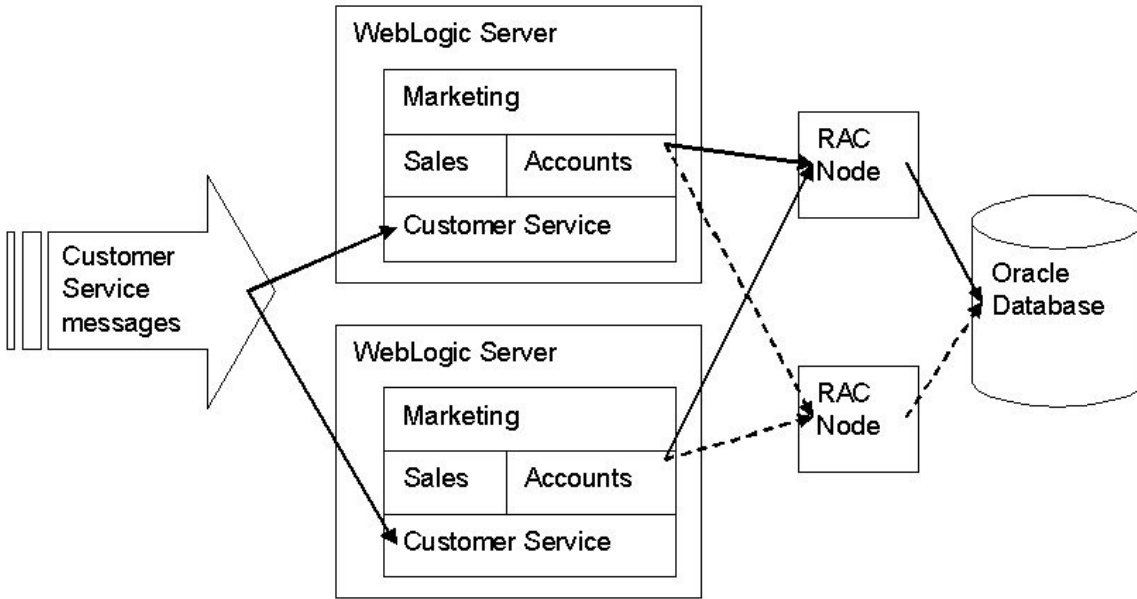 WebLogic Server
Marketing
Sales
Accounts
Customer Service
Customer
Service
messages
WebLogic Server
Marketing
Sales
Accounts
Customer Service
RAC
Node
RAC
Node
Oracle
Database